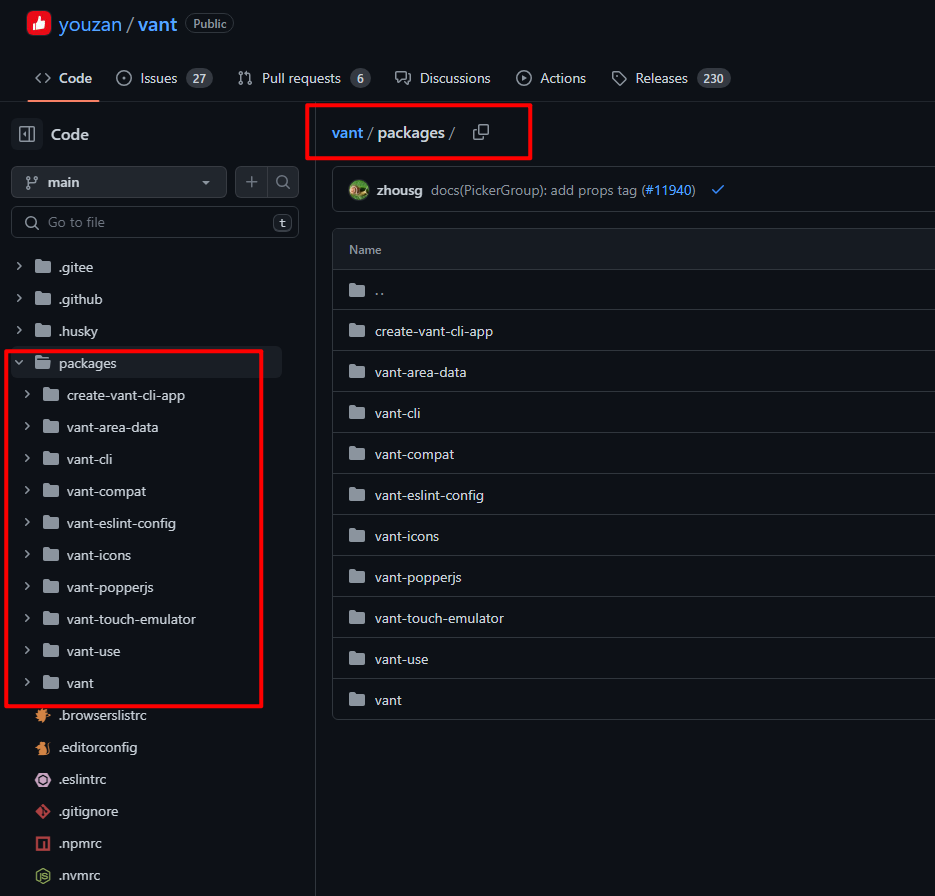 youzan / vant Public
Code Issues 27 Pull requests 6 Discussions Actions Releases 230
Code
main
Go to file t
.gitee
.github
.husky
packages
create-vant-cli-app
vant-area-data
vant-cli
vant-compat
vant-eslint-config
vant-icons
vant-popperjs
vant-touch-emulator
vant-use
vant
.browserslistrc
.editorconfig
.eslintrc
.gitignore
.npmrc
.nvmrc
vant / packages /
zhousg docs(PickerGroup): add props tag (#11940)
Name
..
create-vant-cli-app
vant-area-data
vant-cli
vant-compat
vant-eslint-config
vant-icons
vant-popperjs
vant-touch-emulator
vant-use
vant